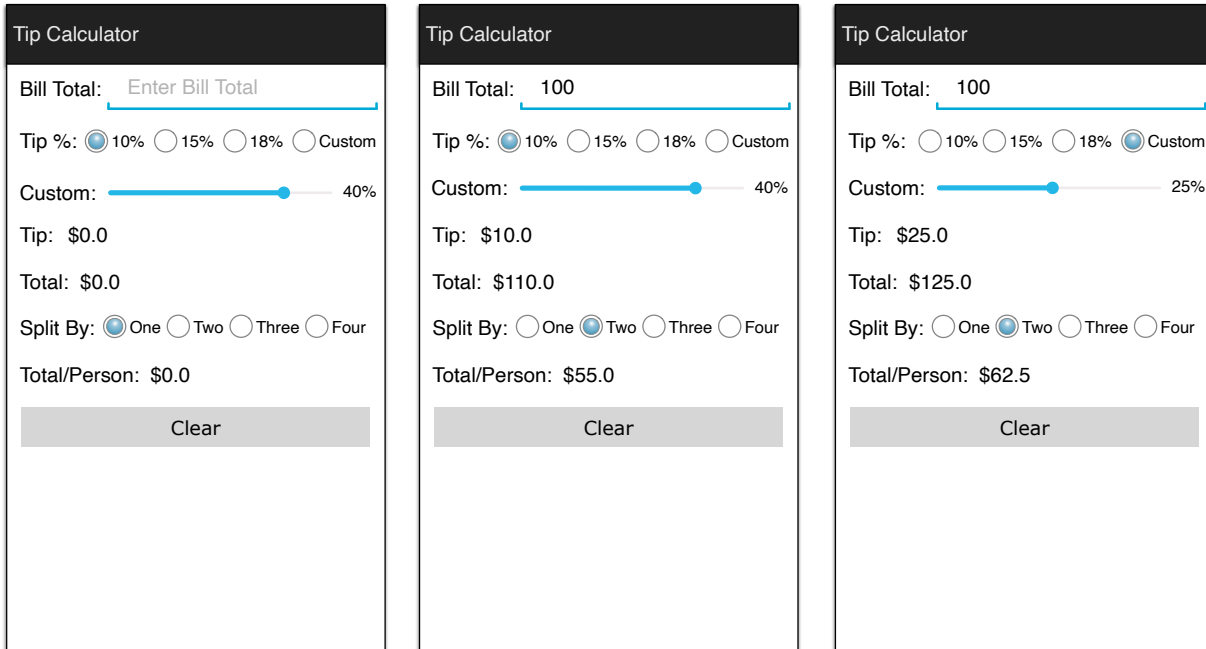 Tip Calculator
Bill Total: Enter Bill Total
Tip %: 10% 15% 18% Custom
Custom: 40%
Tip: $0.0
Total: $0.0
Split By: One Two Three Four
Total/Person: $0.0
Clear
Tip Calculator
Bill Total: 100
Tip %: 10% 15% 18% Custom
Custom: 40%
Tip: $10.0
Total: $110.0
Split By: One Two Three Four
Total/Person: $55.0
Clear
Tip Calculator
Bill Total: 100
Tip %: 10% 15% 18% Custom
Custom: 25%
Tip: $25.0
Total: $125.0
Split By: One Two Three Four
Total/Person: $62.5
Clear